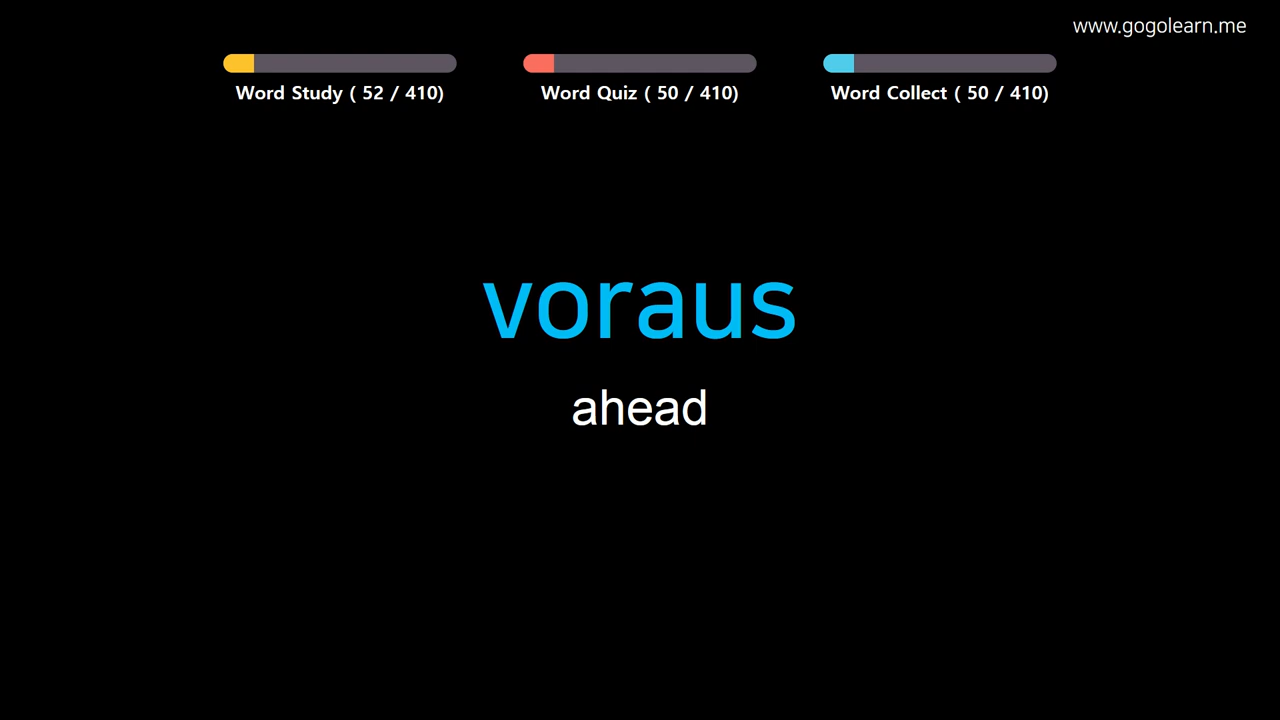 www.gogolearn.me
Word Study ( 52 / 410)
Word Quiz ( 50 / 410)
Word Collect ( 50 / 410)
voraus
ahead